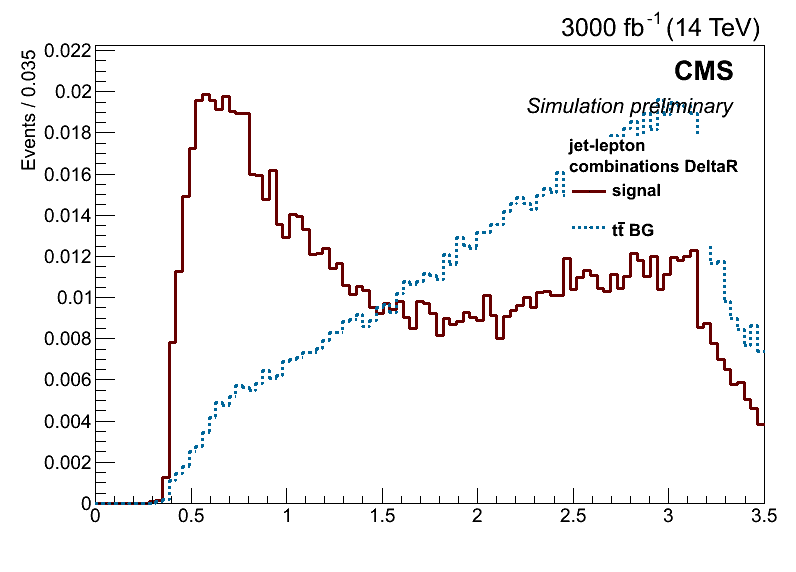 3000 fb⁻¹ (14 TeV)
Events / 0.035
0.022
0.02
0.018
0.016
0.014
0.012
0.01
0.008
0.006
0.004
0.002
0
CMS
Simulation preliminary
jet-lepton
combinations DeltaR
signal
tt̄ BG
0 0.5 1 1.5 2 2.5 3 3.5